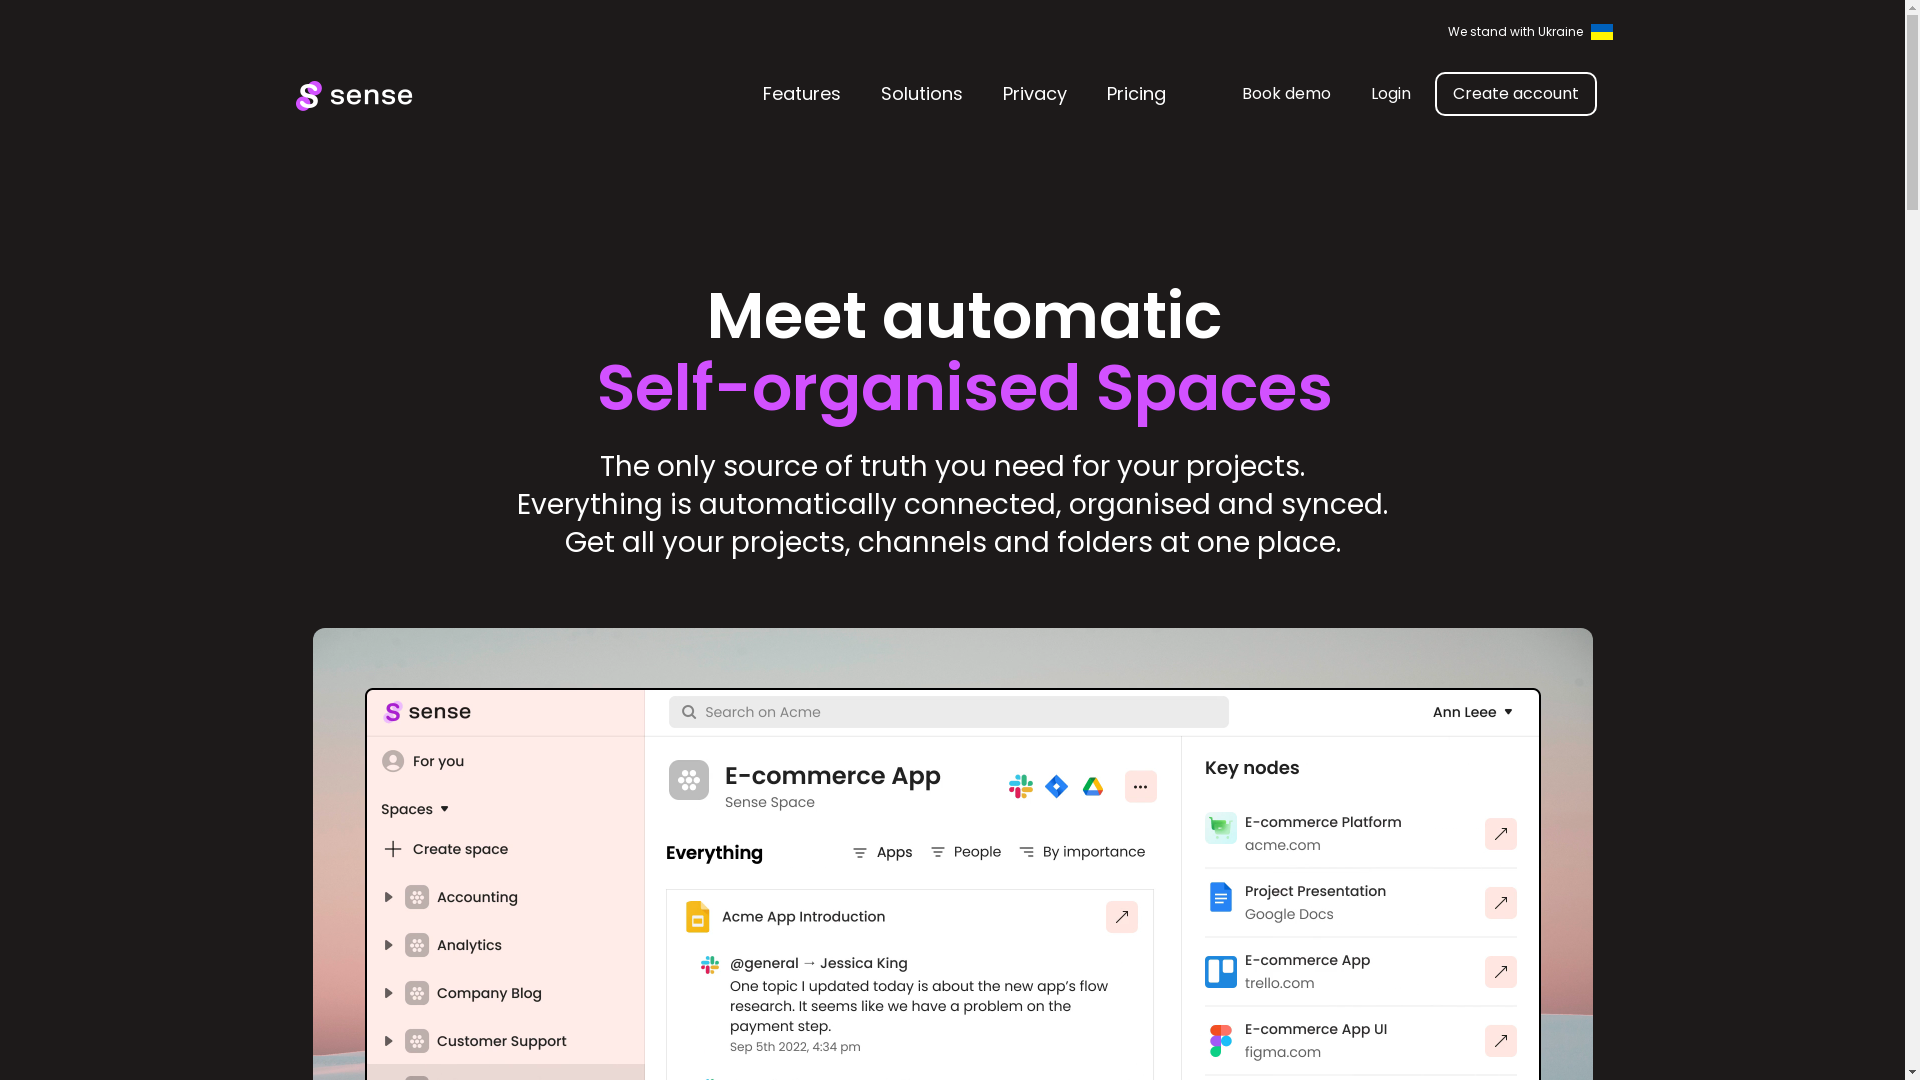 We stand with Ukraine
sense
Features
Solutions
Privacy
Pricing
Book demo
Login
Create account
Meet automatic
Self-organised Spaces
The only source of truth you need for your projects.
Everything is automatically connected, organised and synced.
Get all your projects, channels and folders at one place.
sense
Search on Acme
Ann Leee
For you
Spaces
Create space
Accounting
Analytics
Company Blog
Customer Support
E-commerce App
Sense Space
Everything
Apps
People
By importance
Acme App Introduction
@general → Jessica King
One topic I updated today is about the new app’s flow
research. It seems like we have a problem on the
payment step.
Sep 5th 2022, 4:34 pm
Key nodes
E-commerce Platform
acme.com
Project Presentation
Google Docs
E-commerce App
trello.com
E-commerce App UI
figma.com